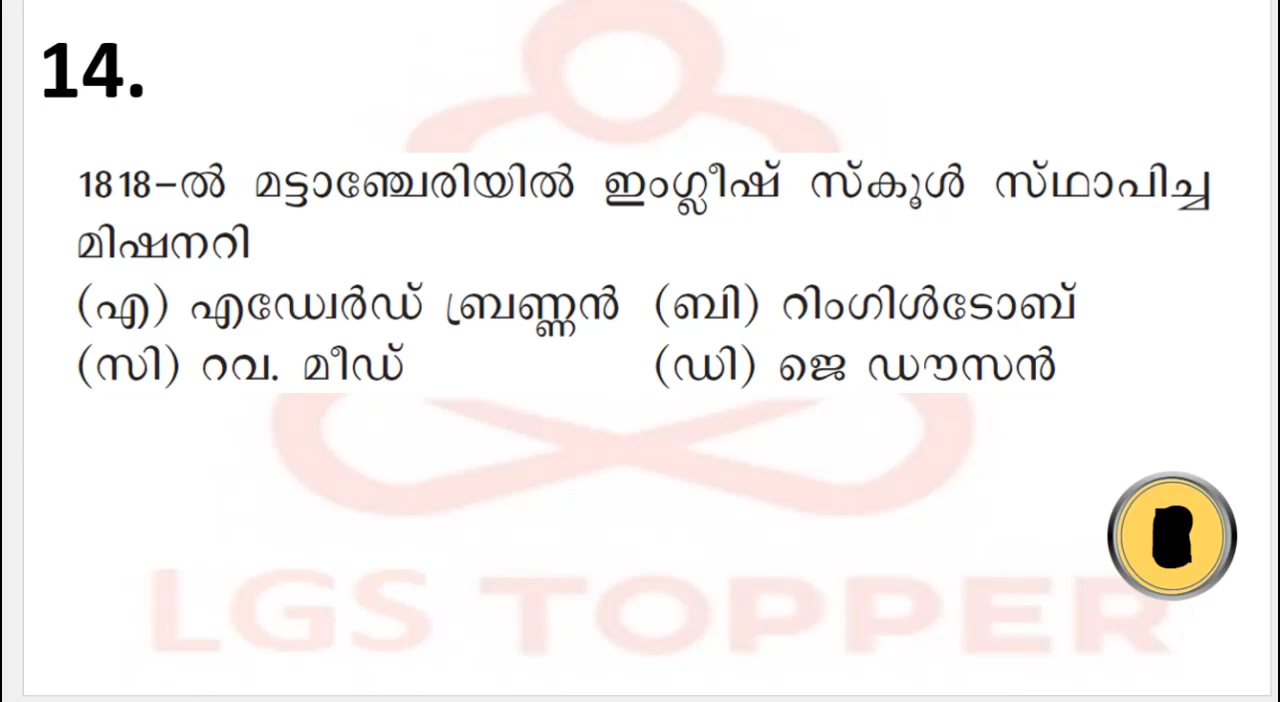 14.
1818-ൽ മട്ടാഞ്ചേരിയിൽ ഇംഗ്ലീഷ് സ്കൂൾ സ്ഥാപിച്ച
മിഷനറി
(എ) എഡ്വേർഡ് ബ്രണ്ണൻ (ബി) റിംഗിൾടോബ്
(സി) റവ. മീഡ് (ഡി) ജെ ഡൗസൻ
LGS TOPPER